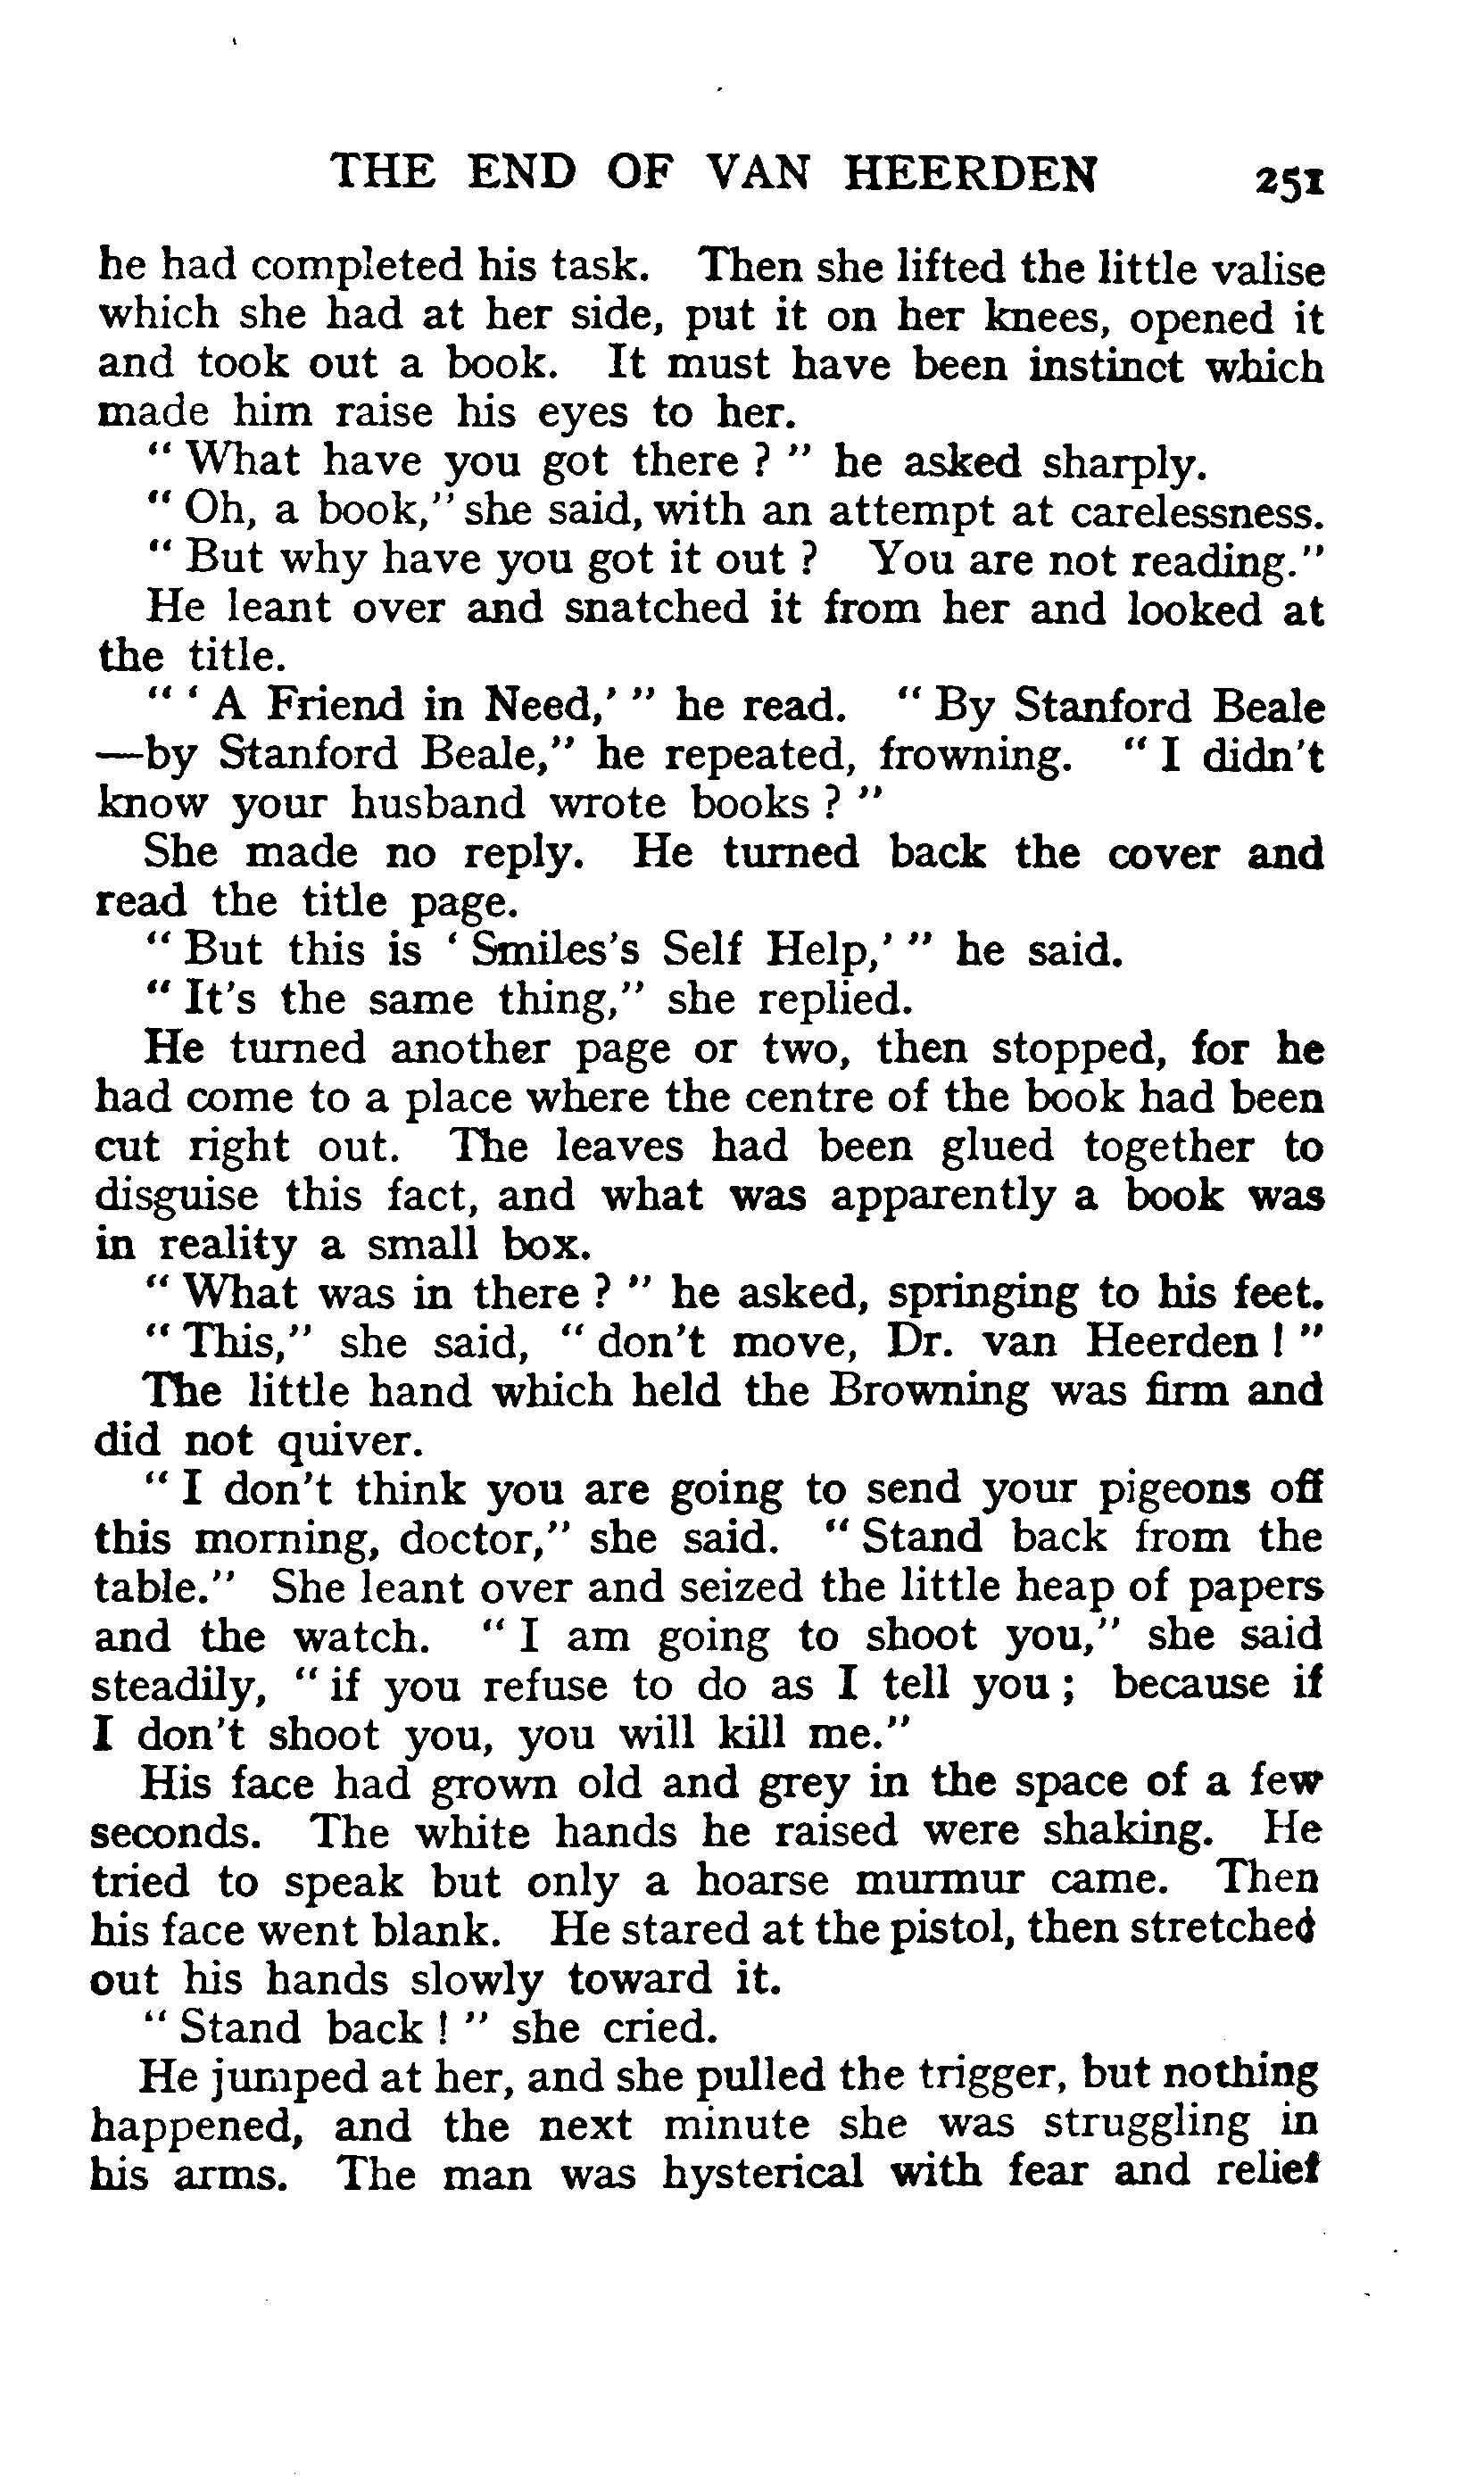 THE END OF VAN HEERDEN 251
he had completed his task. Then she lifted the little valise
which she had at her side, put it on her knees, opened it
and took out a book. It must have been instinct which
made him raise his eyes to her.
" What have you got there ? " he asked sharply.
" Oh, a book," she said, with an attempt at carelessness.
" But why have you got it out ? You are not reading."
He leant over and snatched it from her and looked at
the title.
" ' A Friend in Need,' " he read. " By Stanford Beale
—by Stanford Beale," he repeated, frowning. " I didn't
know your husband wrote books ? "
She made no reply. He turned back the cover and
read the title page.
" But this is ' Smiles's Self Help,' " he said.
" It's the same thing," she replied.
He turned another page or two, then stopped, for he
had come to a place where the centre of the book had been
cut right out. The leaves had been glued together to
disguise this fact, and what was apparently a book was
in reality a small box.
" What was in there ? " he asked, springing to his feet.
" This," she said, " don't move, Dr. van Heerden ! "
The little hand which held the Browning was firm and
did not quiver.
" I don't think you are going to send your pigeons off
this morning, doctor," she said. " Stand back from the
table." She leant over and seized the little heap of papers
and the watch. " I am going to shoot you," she said
steadily, " if you refuse to do as I tell you ; because if
I don't shoot you, you will kill me."
His face had grown old and grey in the space of a few
seconds. The white hands he raised were shaking. He
tried to speak but only a hoarse murmur came. Then
his face went blank. He stared at the pistol, then stretched
out his hands slowly toward it.
" Stand back ! " she cried.
He jumped at her, and she pulled the trigger, but nothing
happened, and the next minute she was struggling in
his arms. The man was hysterical with fear and relief